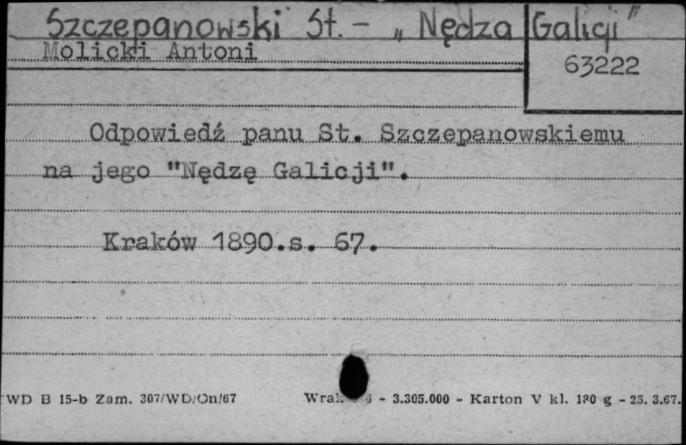 Szczepanowski St. - „Nędza Galicji"
Molicki Antoni
63222
Odpowiedź panu St. Szczepanowskiemu
na jego "Nędzę Galicji".
Kraków 1890.s. 67.
WD B 15-b Zam. 307/WD/On/67 - 3.305.000 - Karton V kl. 180 g - 25. 3.67.